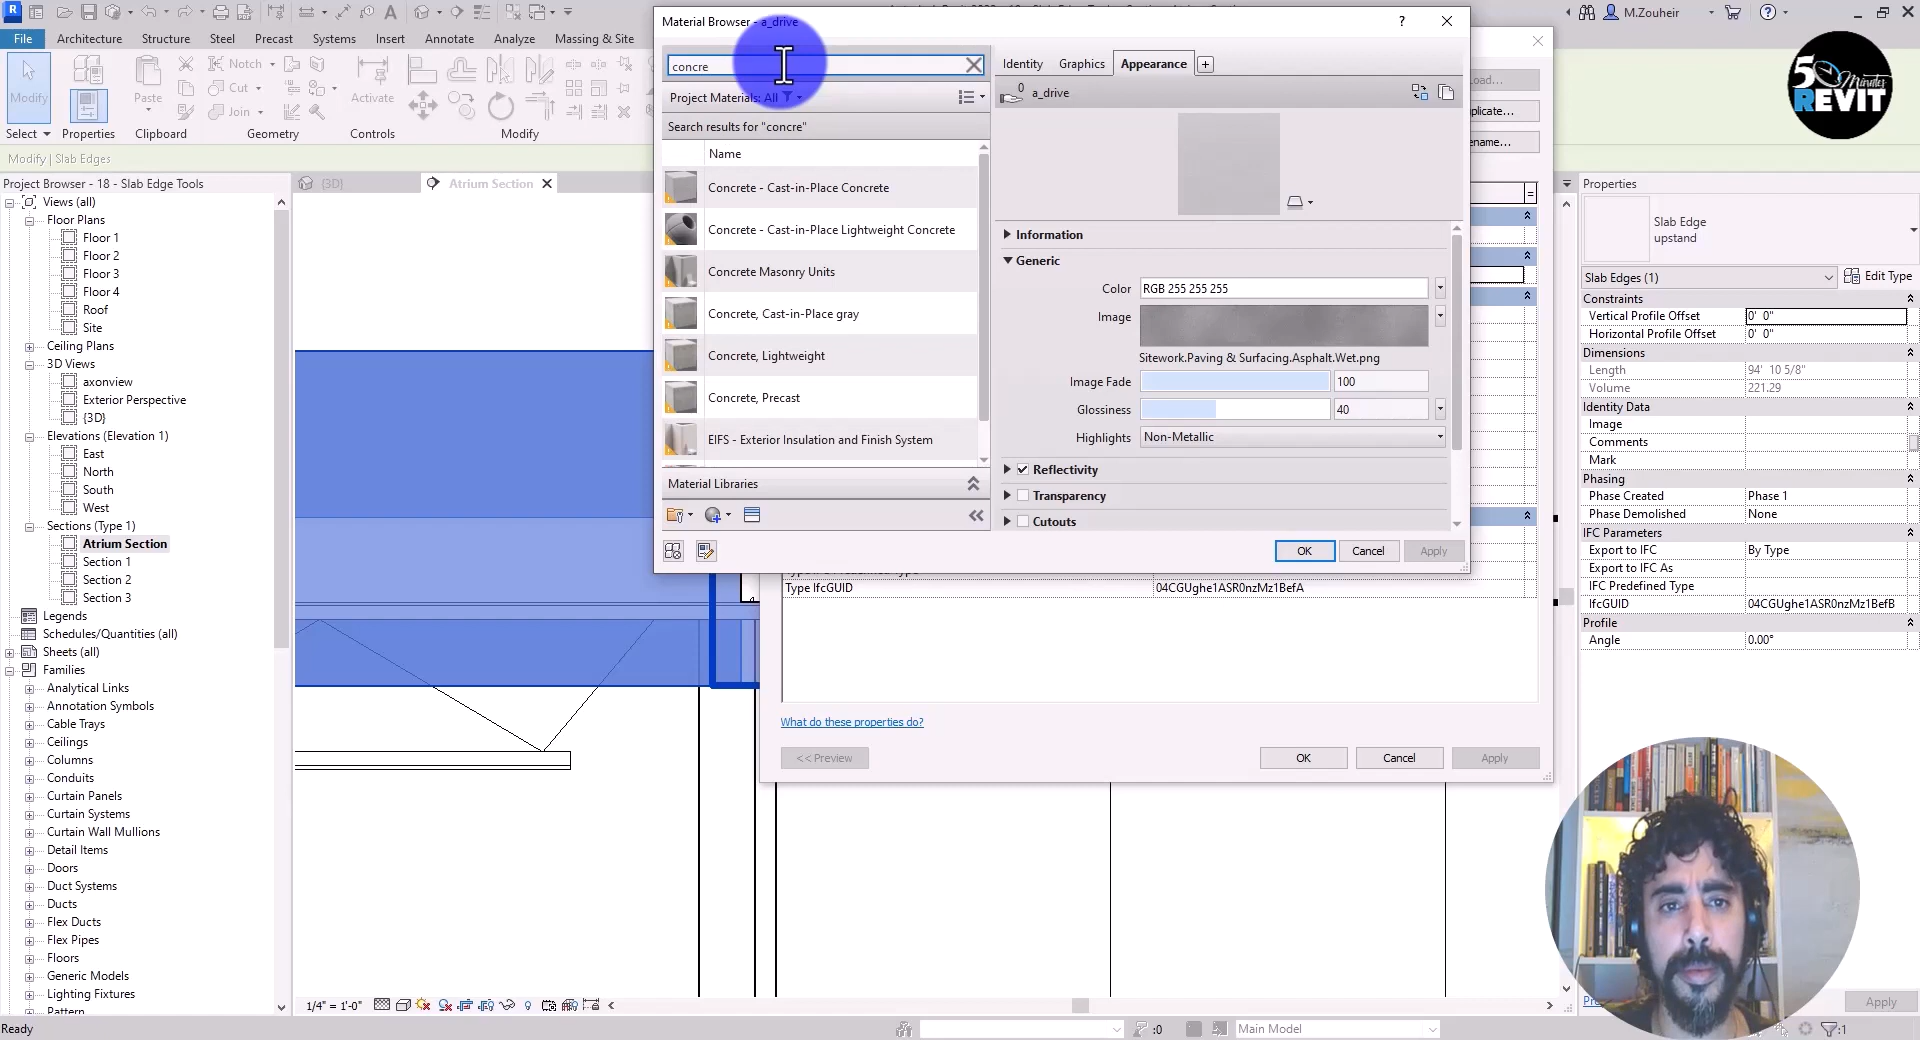 M.Zouheir
File
Architecture
Structure
Steel
Precast
Systems
Insert
Annotate
Analyze
Massing & Site
Modify
Properties
Paste
Cope
Cut
Join
Activate
Select
Properties
Clipboard
Geometry
Controls
Modify
Modify | Slab Edges
Project Browser - 18 - Slab Edge Tools
Views (all)
Floor Plans
Floor 1
Floor 2
Floor 3
Floor 4
Roof
Site
Ceiling Plans
3D Views
axonview
Exterior Perspective
{3D}
Elevations (Elevation 1)
East
North
South
West
Sections (Type 1)
Atrium Section
Section 1
Section 2
Section 3
Legends
Schedules/Quantities (all)
Sheets (all)
Families
Analytical Links
Annotation Symbols
Cable Trays
Ceilings
Columns
Conduits
Curtain Panels
Curtain Systems
Curtain Wall Mullions
Detail Items
Doors
Duct Systems
Ducts
Flex Ducts
Flex Pipes
Floors
Generic Models
Lighting Fixtures
Pattern
{3D}
Atrium Section
1/4" = 1'-0"
Material Browser - a_drive
concre
Project Materials: All
Search results for "concre"
Name
Concrete - Cast-in-Place Concrete
Concrete - Cast-in-Place Lightweight Concrete
Concrete Masonry Units
Concrete, Cast-in-Place gray
Concrete, Lightweight
Concrete, Precast
EIFS - Exterior Insulation and Finish System
Material Libraries
Identity
Graphics
Appearance
0
a_drive
Information
Generic
Color
RGB 255 255 255
Image
Sitework.Paving & Surfacing.Asphalt.Wet.png
Image Fade
100
Glossiness
40
Highlights
Non-Metallic
Reflectivity
Transparency
Cutouts
OK
Cancel
Apply
Type IfcGUID
04CGUghe1ASR0nzMz1BefA
What do these properties do?
<< Preview
OK
Cancel
Apply
5 Minutes
REVIT
Properties
Slab Edge
upstand
Slab Edges (1)
Edit Type
Constraints
Vertical Profile Offset
0' 0"
Horizontal Profile Offset
0' 0"
Dimensions
Length
94' 10 5/8"
Volume
221.29
Identity Data
Image
Comments
Mark
Phasing
Phase Created
Phase 1
Phase Demolished
None
IFC Parameters
Export to IFC
By Type
Export to IFC As
IFC Predefined Type
IfcGUID
04CGUghe1ASR0nzMz1BefB
Profile
Angle
0.00°
Apply
Ready
:0
Main Model
:1